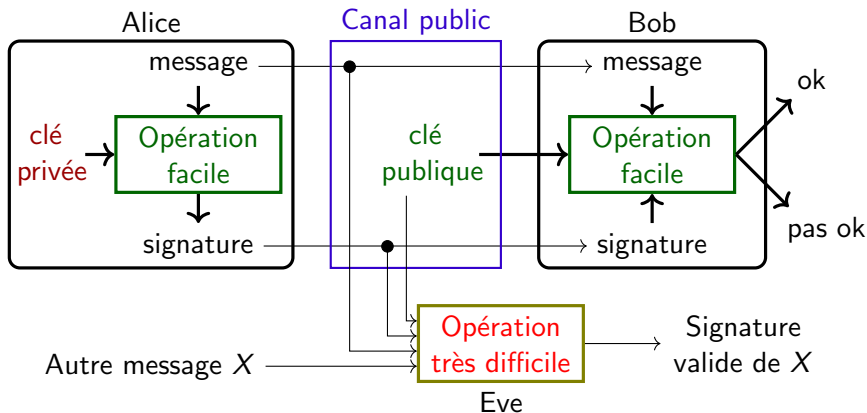 Alice
Canal public
Bob
message
message
ok
clé
privée
Opération
facile
clé
publique
Opération
facile
signature
signature
pas ok
Autre message X
Opération
très difficile
Signature
valide de X
Eve